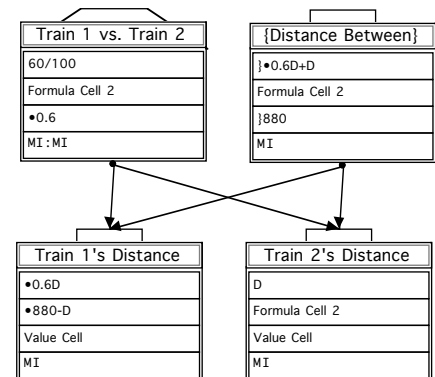 Train 1 vs. Train 2
60/100
Formula Cell 2
•0.6
MI:MI
{Distance Between}
}•0.6D+D
Formula Cell 2
}880
MI
Train 1's Distance
•0.6D
•880-D
Value Cell
MI
Train 2's Distance
D
Formula Cell 2
Value Cell
MI